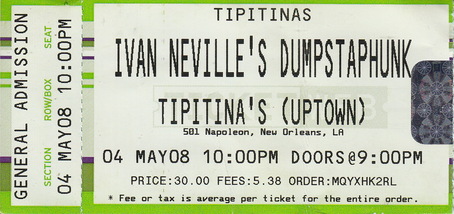 TIPITINAS
IVAN NEVILLE'S DUMPSTAPHUNK
TIPITINA'S (UPTOWN)
501 Napoleon, New Orleans, LA
04 MAY08 10:00PM DOORS@9:00PM
PRICE:30.00 FEES:5.38 ORDER:MQYXHK2RL
* Fee or tax is average per ticket for the entire order.
GENERAL ADMISSION
SECTION ROW/BOX SEAT
04 MAY08 10:00PM